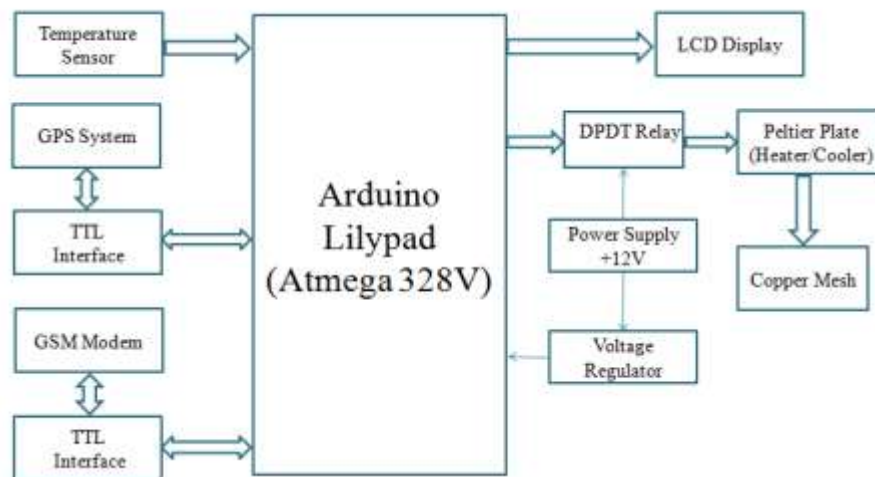 Temperature
Sensor
LCD Display
GPS System
DPDT Relay
Peltier Plate
(Heater/Cooler)
Arduino
Lilypad
(Atmega 328V)
TTL
Interface
Power Supply
+12V
Copper Mesh
GSM Modem
Voltage
Regulator
TTL
Interface